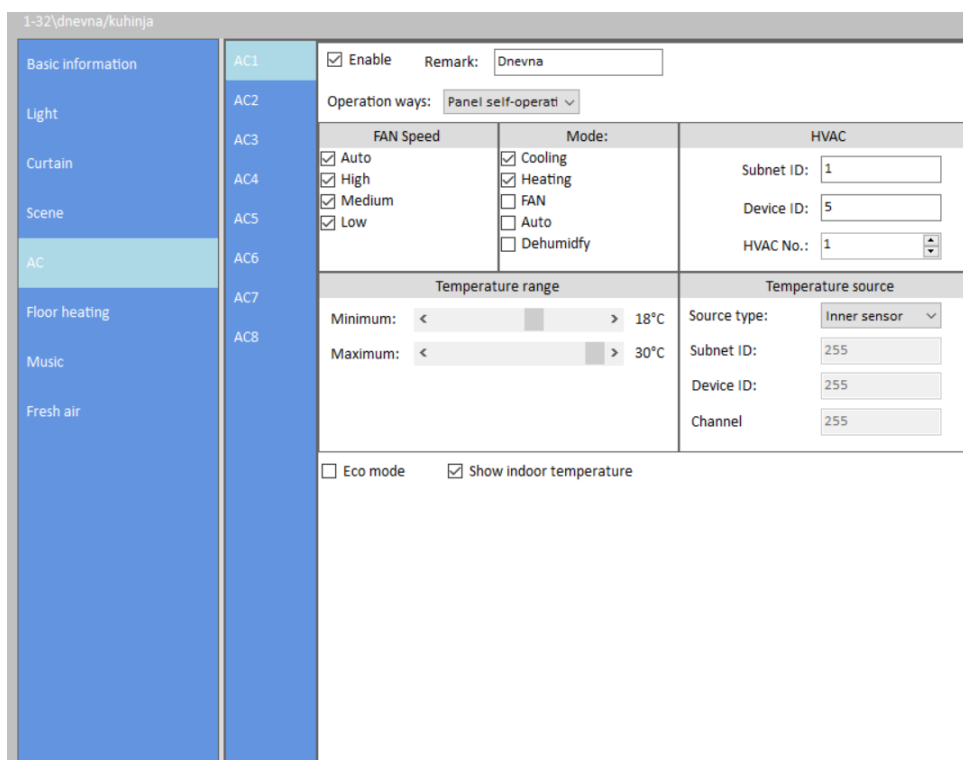 1-32\dnevna/kuhinja
Basic information
Light
Curtain
Scene
AC
Floor heating
Music
Fresh air
AC1
AC2
AC3
AC4
AC5
AC6
AC7
AC8
Enable Remark: Dnevna
Operation ways: Panel self-operati
FAN Speed
Auto
High
Medium
Low
Mode:
Cooling
Heating
FAN
Auto
Dehumidfy
HVAC
Subnet ID: 1
Device ID: 5
HVAC No.: 1
Temperature range
Minimum: < > 18°C
Maximum: < > 30°C
Temperature source
Source type: Inner sensor
Subnet ID: 255
Device ID: 255
Channel 255
Eco mode Show indoor temperature